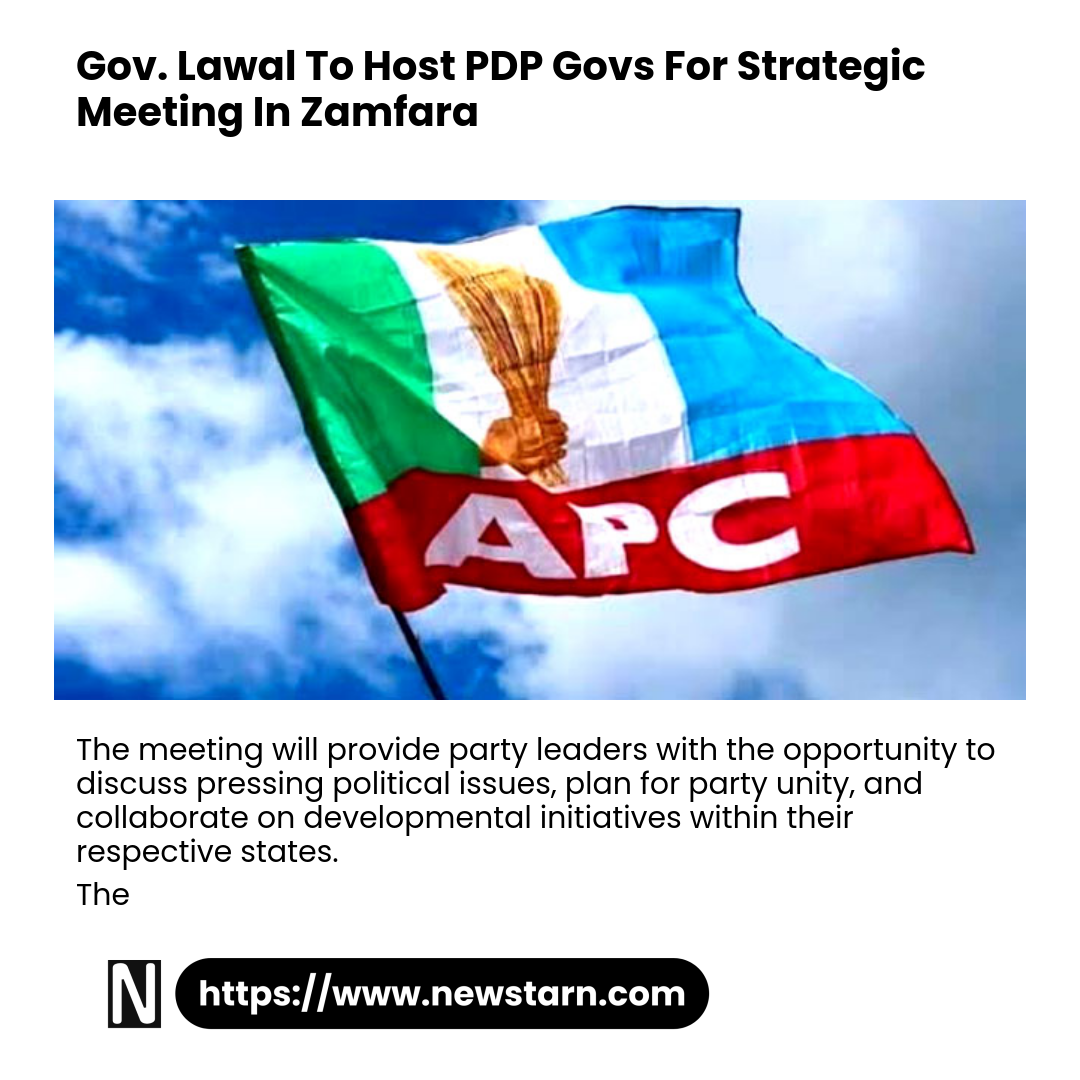 Gov. Lawal To Host PDP Govs For Strategic
Meeting In Zamfara
APC
The meeting will provide party leaders with the opportunity to
discuss pressing political issues, plan for party unity, and
collaborate on developmental initiatives within their
respective states.
The
N https://www.newstarn.com